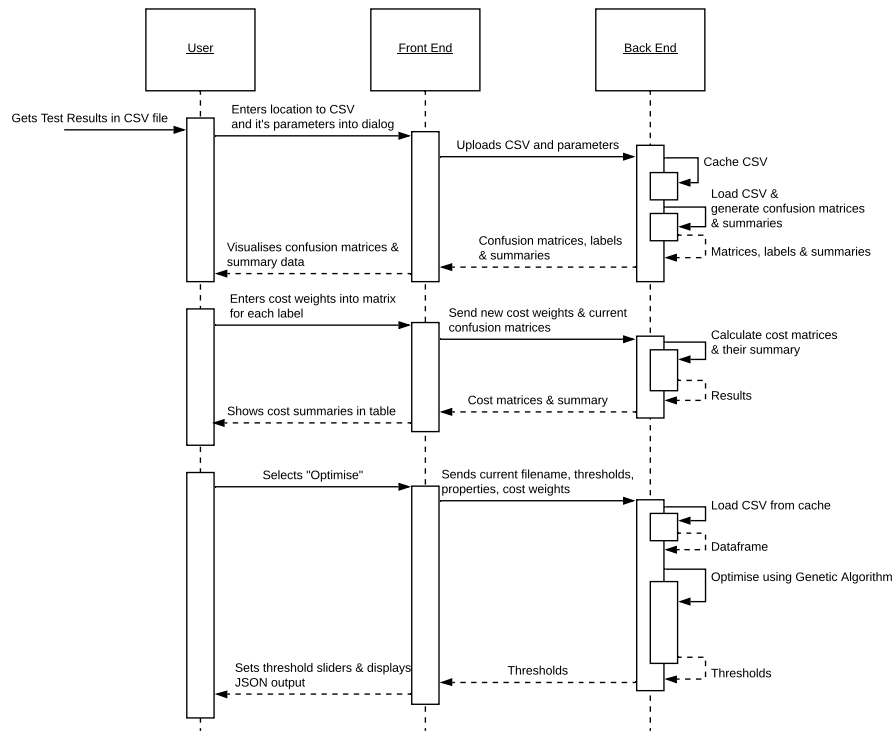 User
Front End
Back End
Gets Test Results in CSV file
Enters location to CSV
and it's parameters into dialog
Uploads CSV and parameters
Cache CSV
Load CSV &
generate confusion matrices
& summaries
Matrices, labels & summaries
Confusion matrices, labels
& summaries
Visualises confusion matrices &
summary data
Enters cost weights into matrix
for each label
Send new cost weights & current
confusion matrices
Calculate cost matrices
& their summary
Results
Cost matrices & summary
Shows cost summaries in table
Selects "Optimise"
Sends current filename, thresholds,
properties, cost weights
Load CSV from cache
Dataframe
Optimise using Genetic Algorithm
Thresholds
Thresholds
Sets threshold sliders & displays
JSON output